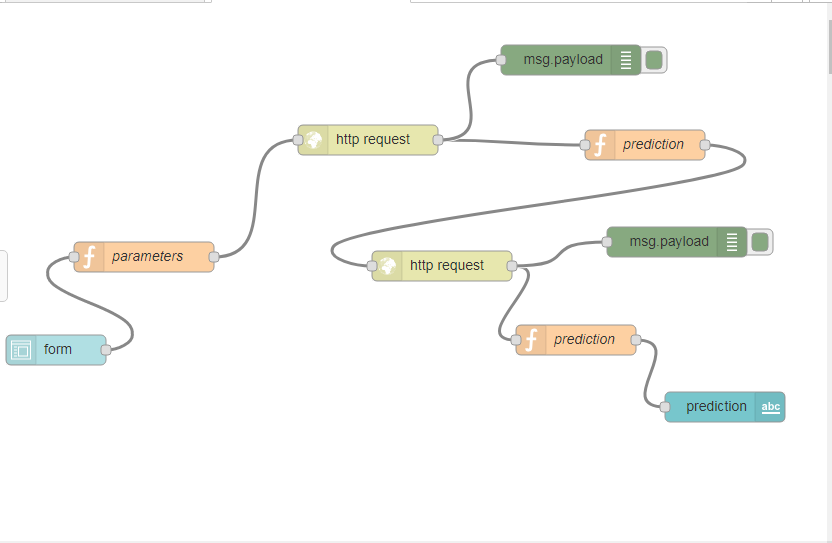 msg.payload
http request
prediction
msg.payload
parameters
http request
prediction
form
prediction
abc